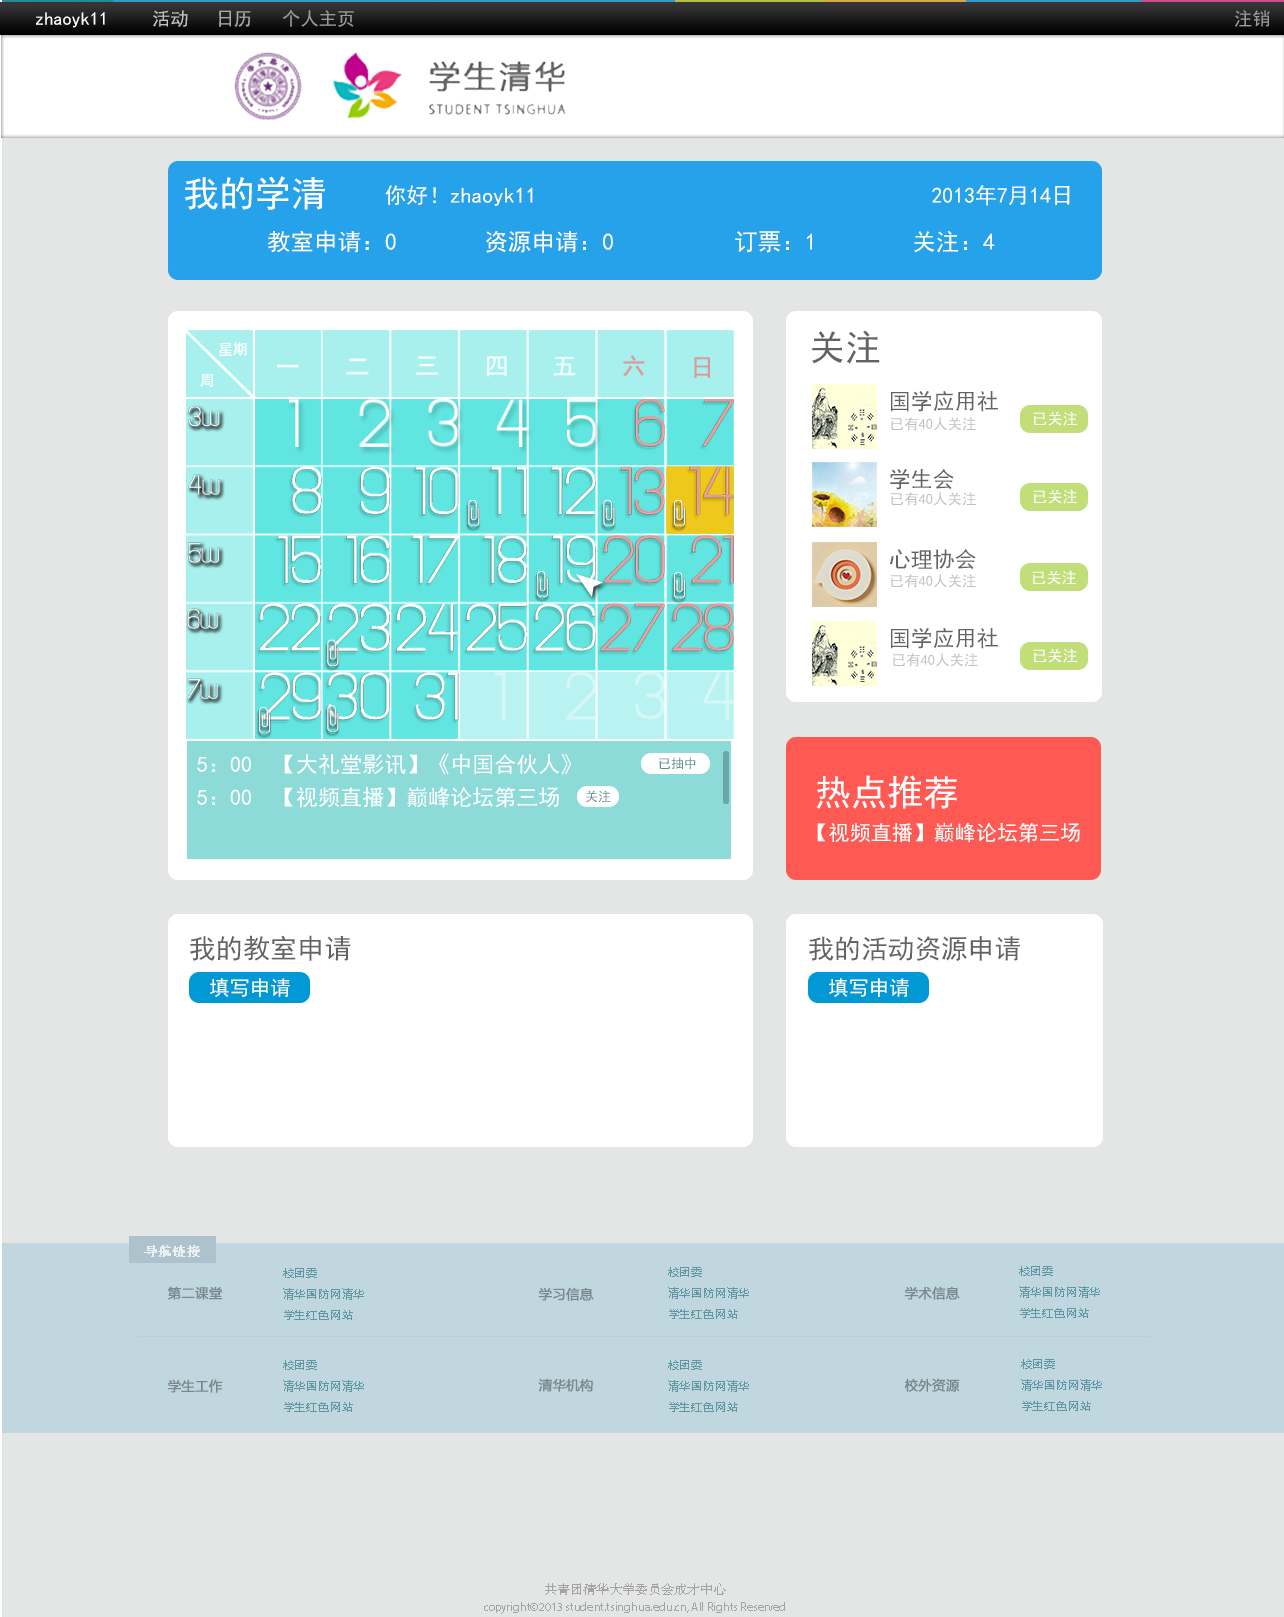 zhaoyk11 活动 日历 个人主页 注销
学生清华
STUDENT TSINGHUA
我的学清 你好！zhaoyk11 2013年7月14日
教室申请：0 资源申请：0 订票：1 关注：4
星期 周 一 二 三 四 五 六 日
3w 1 2 3 4 5 6 7
4w 8 9 10 11 12 13 14
5w 15 16 17 18 19 20 21
6w 22 23 24 25 26 27 28
7w 29 30 31 1 2 3 4
5：00 【大礼堂影讯】《中国合伙人》 已抽中
5：00 【视频直播】巅峰论坛第三场 关注
关注
国学应用社
已有40人关注 已关注
学生会
已有40人关注 已关注
心理协会
已有40人关注 已关注
国学应用社
已有40人关注 已关注
热点推荐
【视频直播】巅峰论坛第三场
我的教室申请
填写申请
我的活动资源申请
填写申请
导航链接
第二课堂
校团委
清华国防网清华
学生红色网站
学习信息
校团委
清华国防网清华
学生红色网站
学术信息
校团委
清华国防网清华
学生红色网站
学生工作
校团委
清华国防网清华
学生红色网站
清华机构
校团委
清华国防网清华
学生红色网站
校外资源
校团委
清华国防网清华
学生红色网站
共青团清华大学委员会成才中心
copyright©2013 student.tsinghua.edu.cn, All Rights Reserved